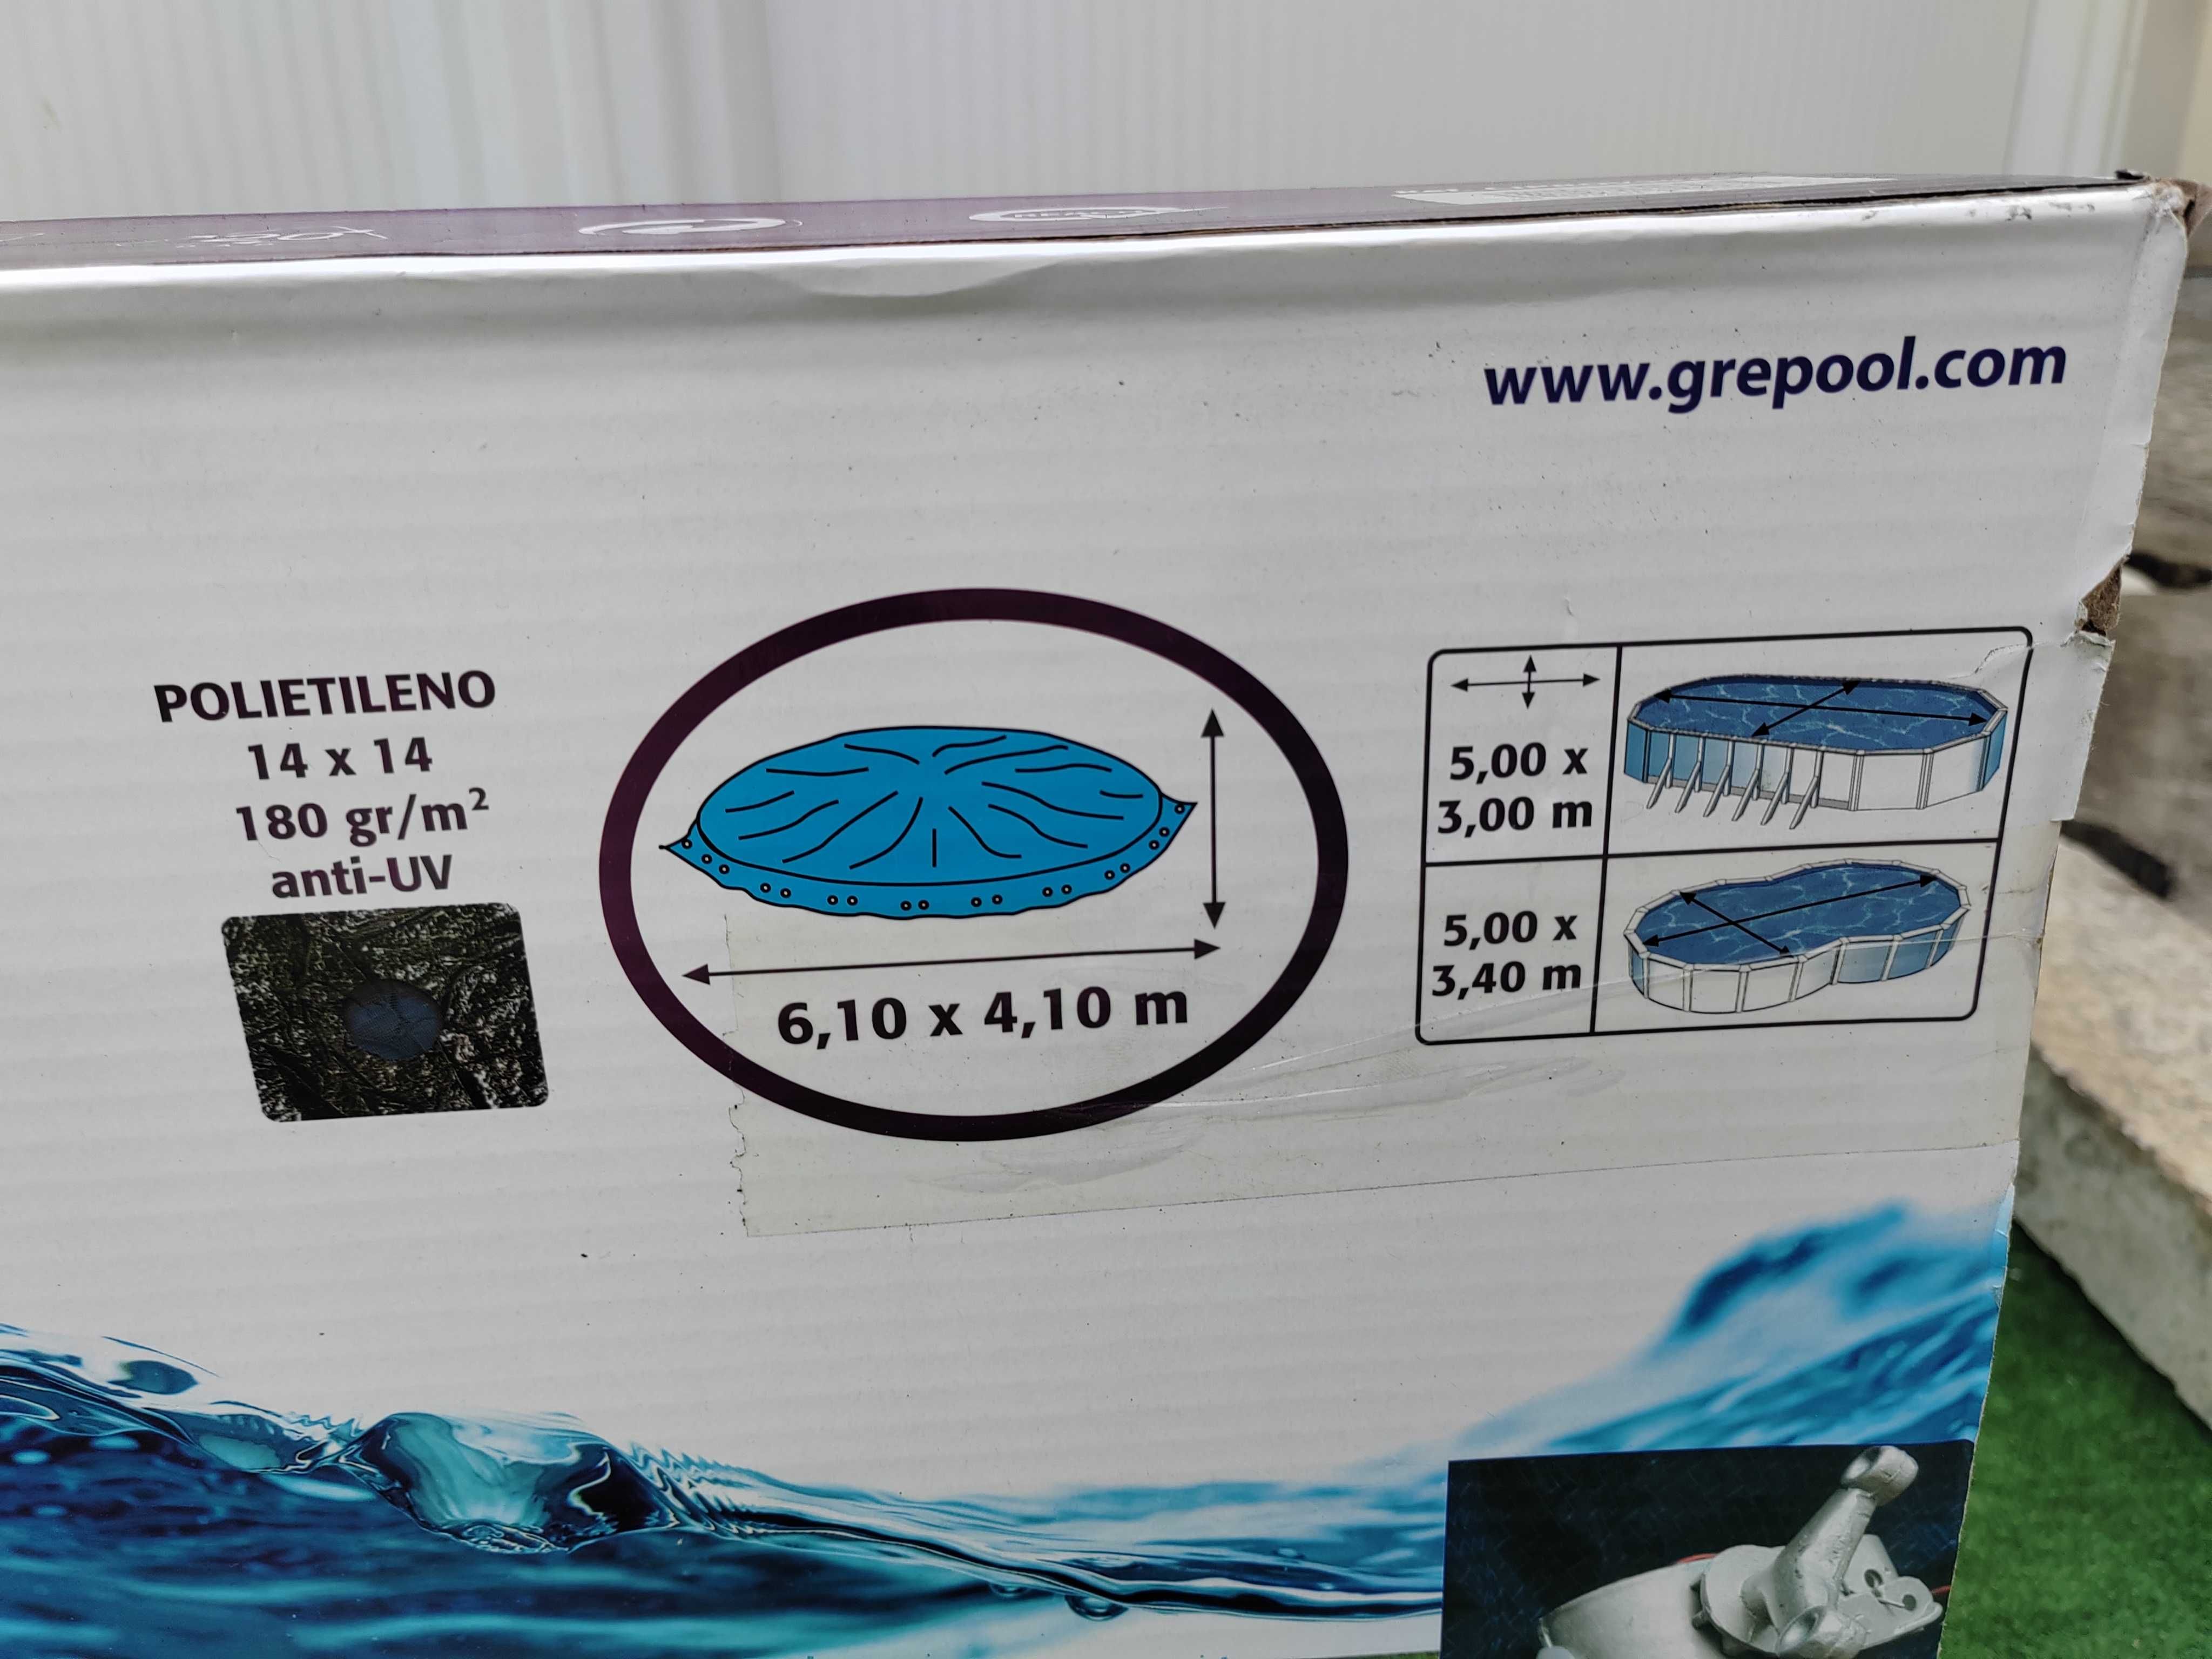 www.grepool.com
POLIETILENO
14 x 14
180 gr/m²
anti-UV
6,10 x 4,10 m
5,00 x
3,00 m
5,00 x
3,40 m